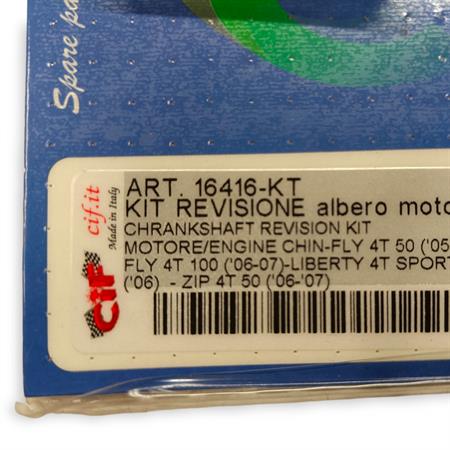 Spare pa
cif.it
Made in Italy
CiF
ART. 16416-KT
KIT REVISIONE albero moto
CHRANKSHAFT REVISION KIT
MOTORE/ENGINE CHIN-FLY 4T 50 ('05
FLY 4T 100 ('06-07)-LIBERTY 4T SPORT
('06) - ZIP 4T 50 ('06-'07)